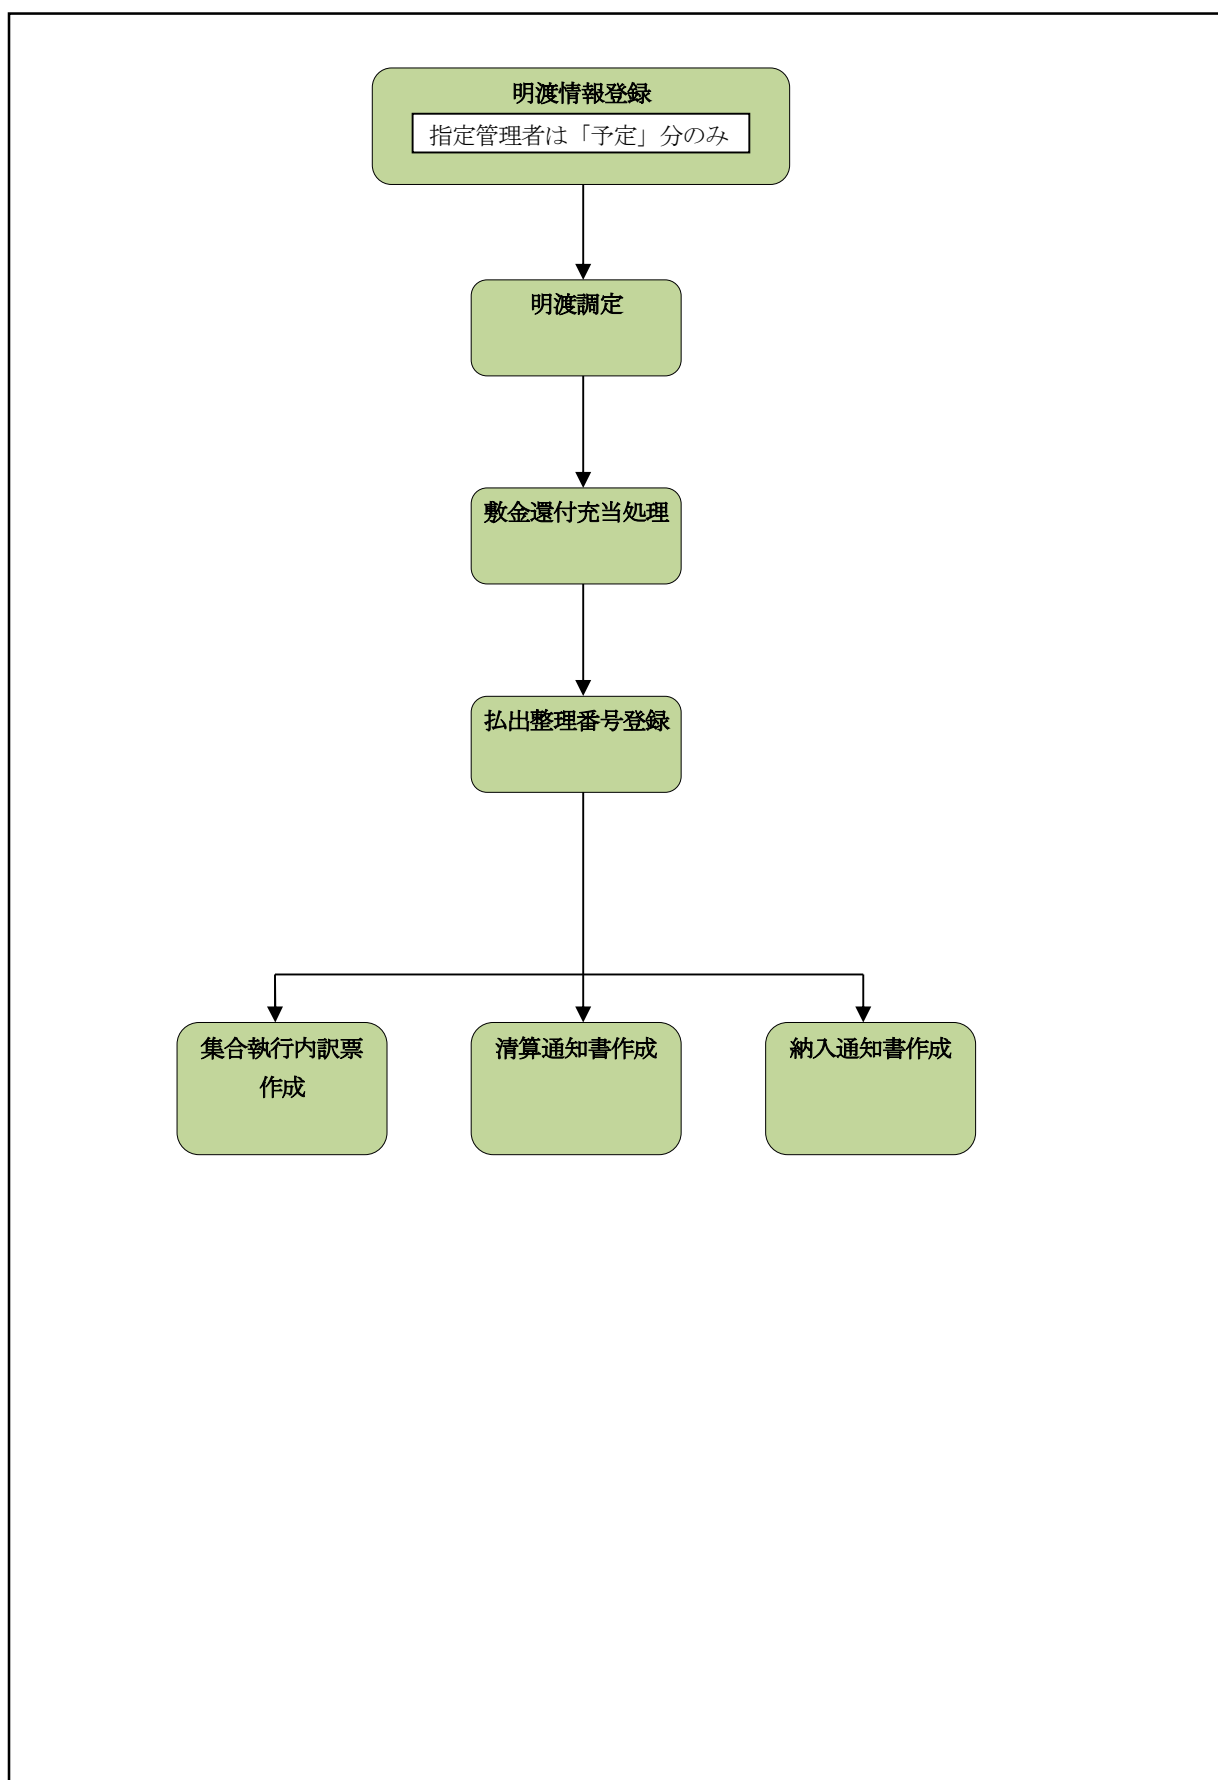 明渡情報登録
指定管理者は「予定」分のみ
明渡調定
敷金還付充当処理
払出整理番号登録
集合執行内訳票
作成
清算通知書作成
納入通知書作成